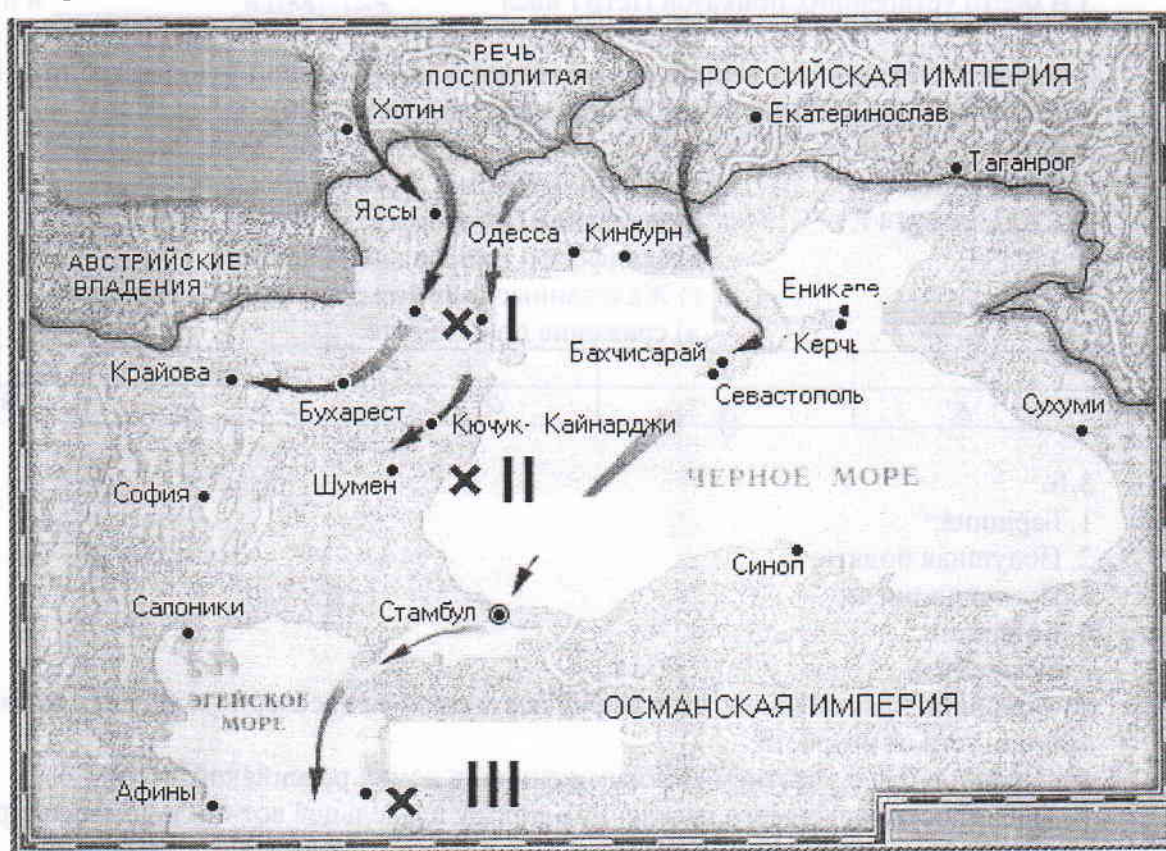 РЕЧЬ
ПОСПОЛИТАЯ
РОССИЙСКАЯ ИМПЕРИЯ
Хотин
Екатеринослав
Таганрог
Яссы
Одесса
Кинбурн
АВСТРИЙСКИЕ
ВЛАДЕНИЯ
Еникале
I
Керчь
Бахчисарай
Крайова
Севастополь
Бухарест
Сухуми
Кючук- Кайнарджи
ЧЕРНОЕ МОРЕ
Шумен
II
София
Синоп
Салоники
Стамбул
ЭГЕЙСКОЕ
МОРЕ
ОСМАНСКАЯ ИМПЕРИЯ
III
Афины